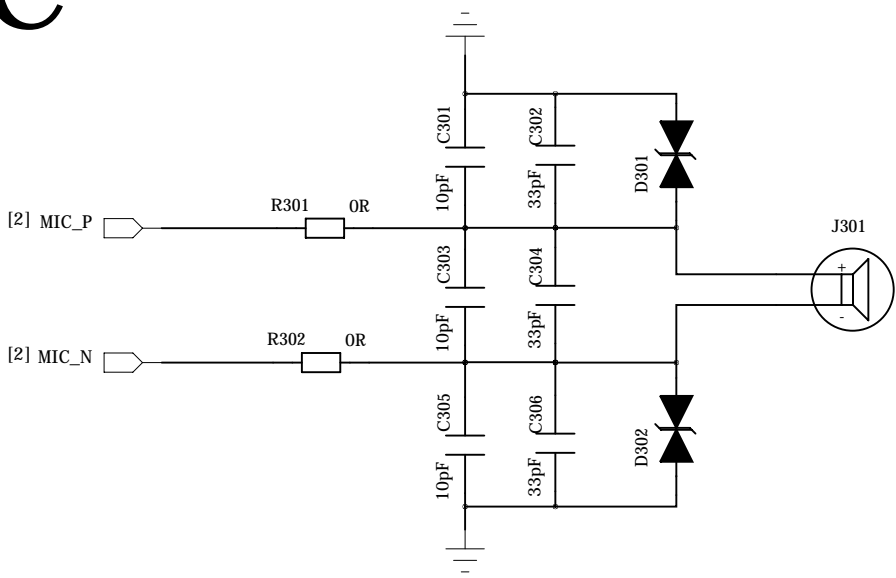 C
C301
10pF
C302
33pF
D301
[2] MIC_P
R301
0R
C303
10pF
C304
33pF
J301
+
-
[2] MIC_N
R302
0R
C305
10pF
C306
33pF
D302